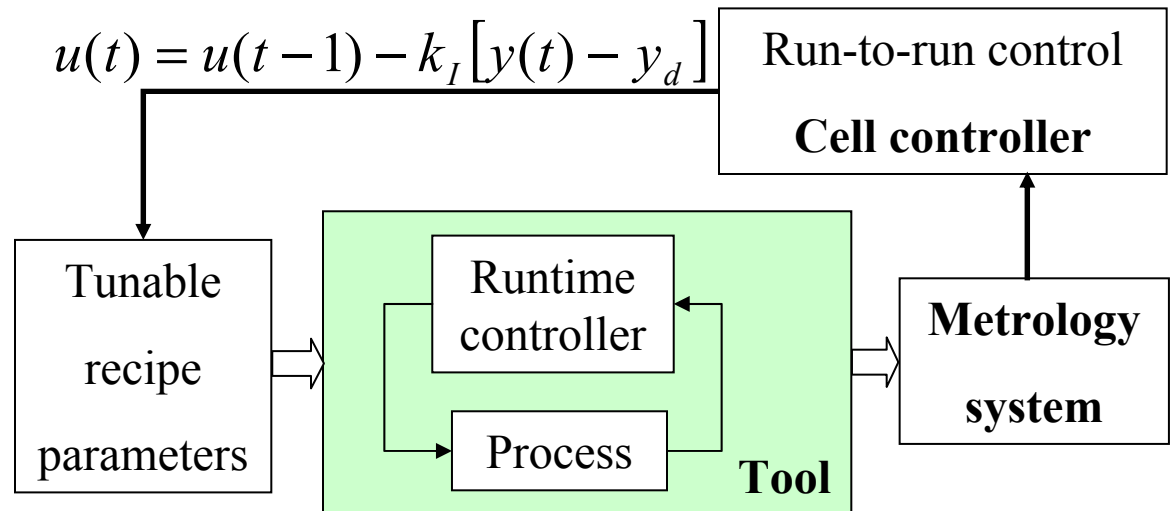 u(t) = u(t−1) − k_I[y(t) − y_d]
Run-to-run control
Cell controller
Tunable
recipe
parameters
Runtime
controller
Process
Tool
Metrology
system